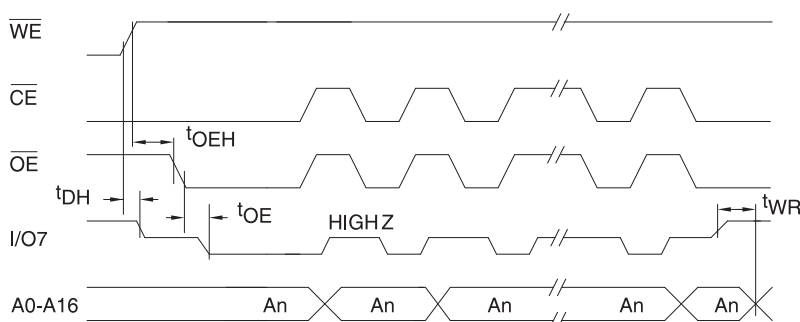 WE
CE
tOEH
OE
tDH
tOE
tWR
I/O7
HIGH Z
A0-A16
An An An An An